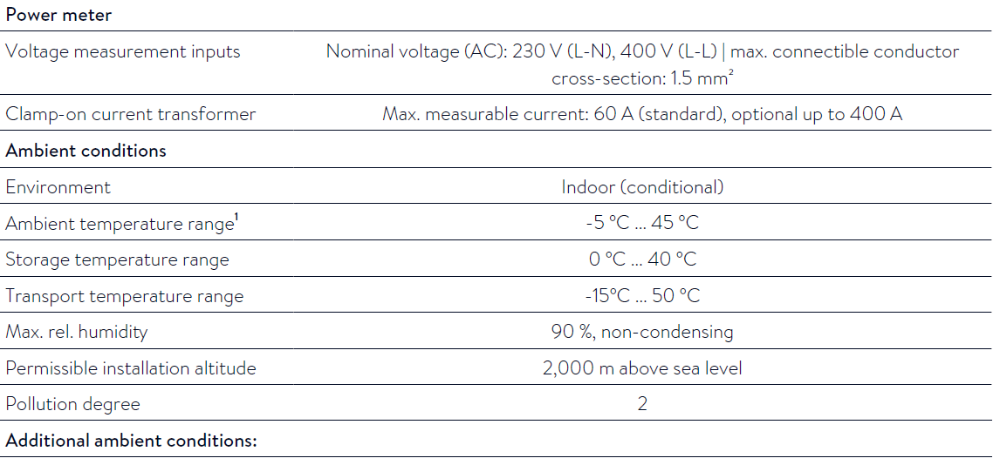 Power meter
Voltage measurement inputs Nominal voltage (AC): 230 V (L-N), 400 V (L-L) | max. connectible conductor
cross-section: 1.5 mm²
Clamp-on current transformer Max. measurable current: 60 A (standard), optional up to 400 A
Ambient conditions
Environment Indoor (conditional)
Ambient temperature range¹ -5 °C ... 45 °C
Storage temperature range 0 °C ... 40 °C
Transport temperature range -15°C ... 50 °C
Max. rel. humidity 90 %, non-condensing
Permissible installation altitude 2,000 m above sea level
Pollution degree 2
Additional ambient conditions: